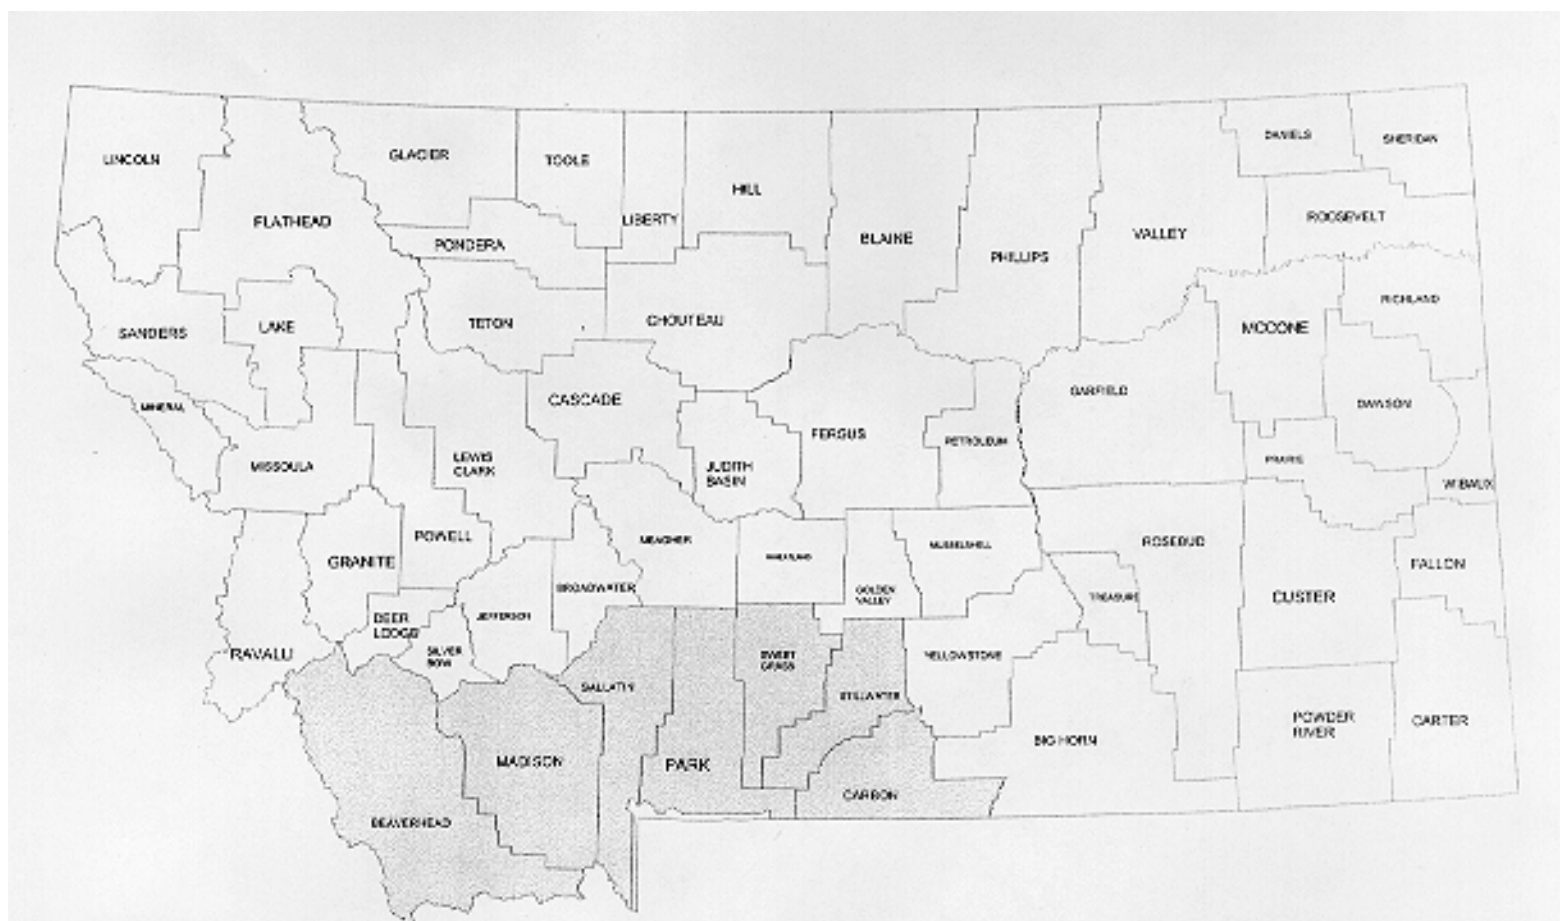 LINCOLN
GLACIER
TOOLE
DANIELS
SHERIDAN
FLATHEAD
LIBERTY
HILL
BLAINE
VALLEY
ROOSEVELT
PONDERA
PHILLIPS
SANDERS
LAKE
TETON
CHOUTEAU
MCCONE
RICHLAND
MINERAL
CASCADE
GARFIELD
DAWSON
MISSOULA
LEWIS
CLARK
JUDITH
BASIN
FERGUS
PETROLEUM
PRAIRIE
WIBAUX
GRANITE
POWELL
MEAGHER
WHEATLAND
MUSSELSHELL
ROSEBUD
FALLON
BROADWATER
GOLDEN
VALLEY
TREASURE
CUSTER
DEER
LODGE
JEFFERSON
RAVALLI
SILVER
BOW
SWEET
GRASS
YELLOWSTONE
GALLATIN
STILLWATER
POWDER
RIVER
CARTER
MADISON
PARK
BIG HORN
BEAVERHEAD
CARBON